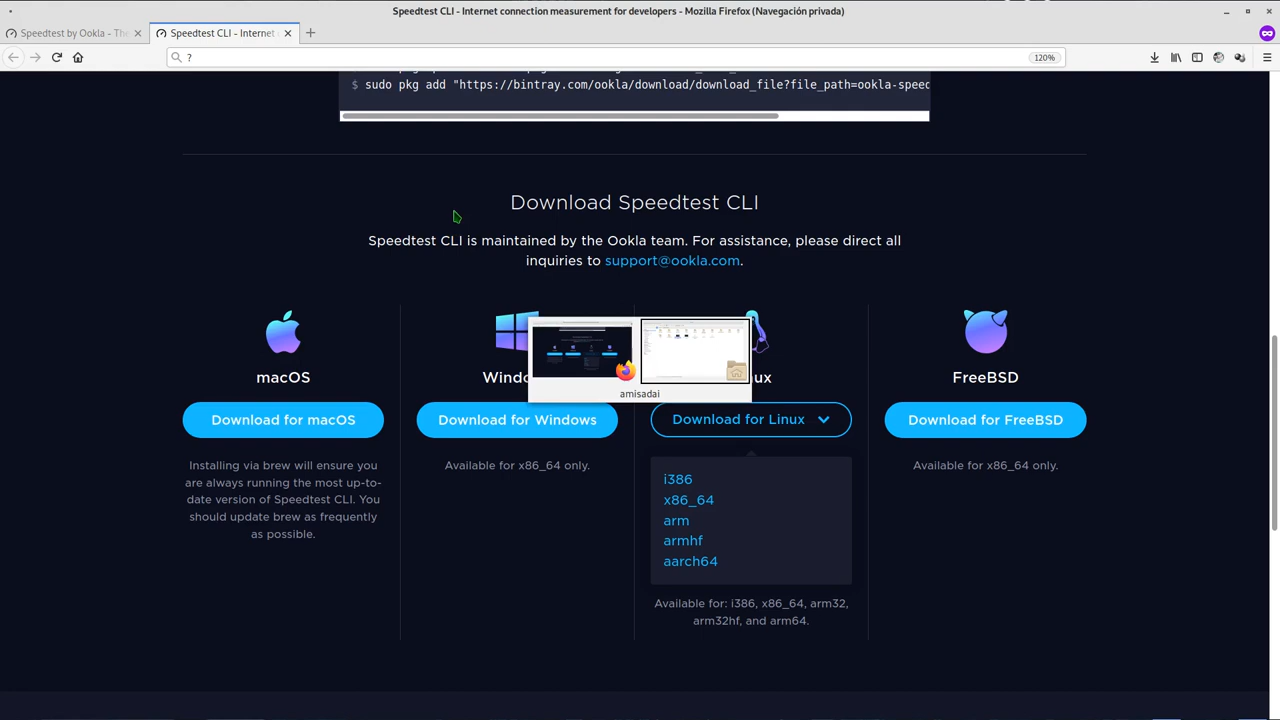 Speedtest CLI - Internet connection measurement for developers - Mozilla Firefox (Navegación privada)
Speedtest by Ookla - The
Speedtest CLI - Internet
?
120%
$ sudo pkg add "https://bintray.com/ookla/download/download_file?file_path=ookla-speed
Download Speedtest CLI
Speedtest CLI is maintained by the Ookla team. For assistance, please direct all
inquiries to support@ookla.com.
amisadai
macOS
Windo
ux
FreeBSD
Download for macOS
Download for Windows
Download for Linux
Download for FreeBSD
Installing via brew will ensure you
are always running the most up-to-
date version of Speedtest CLI. You
should update brew as frequently
as possible.
Available for x86_64 only.
i386
x86_64
arm
armhf
aarch64
Available for: i386, x86_64, arm32,
arm32hf, and arm64.
Available for x86_64 only.